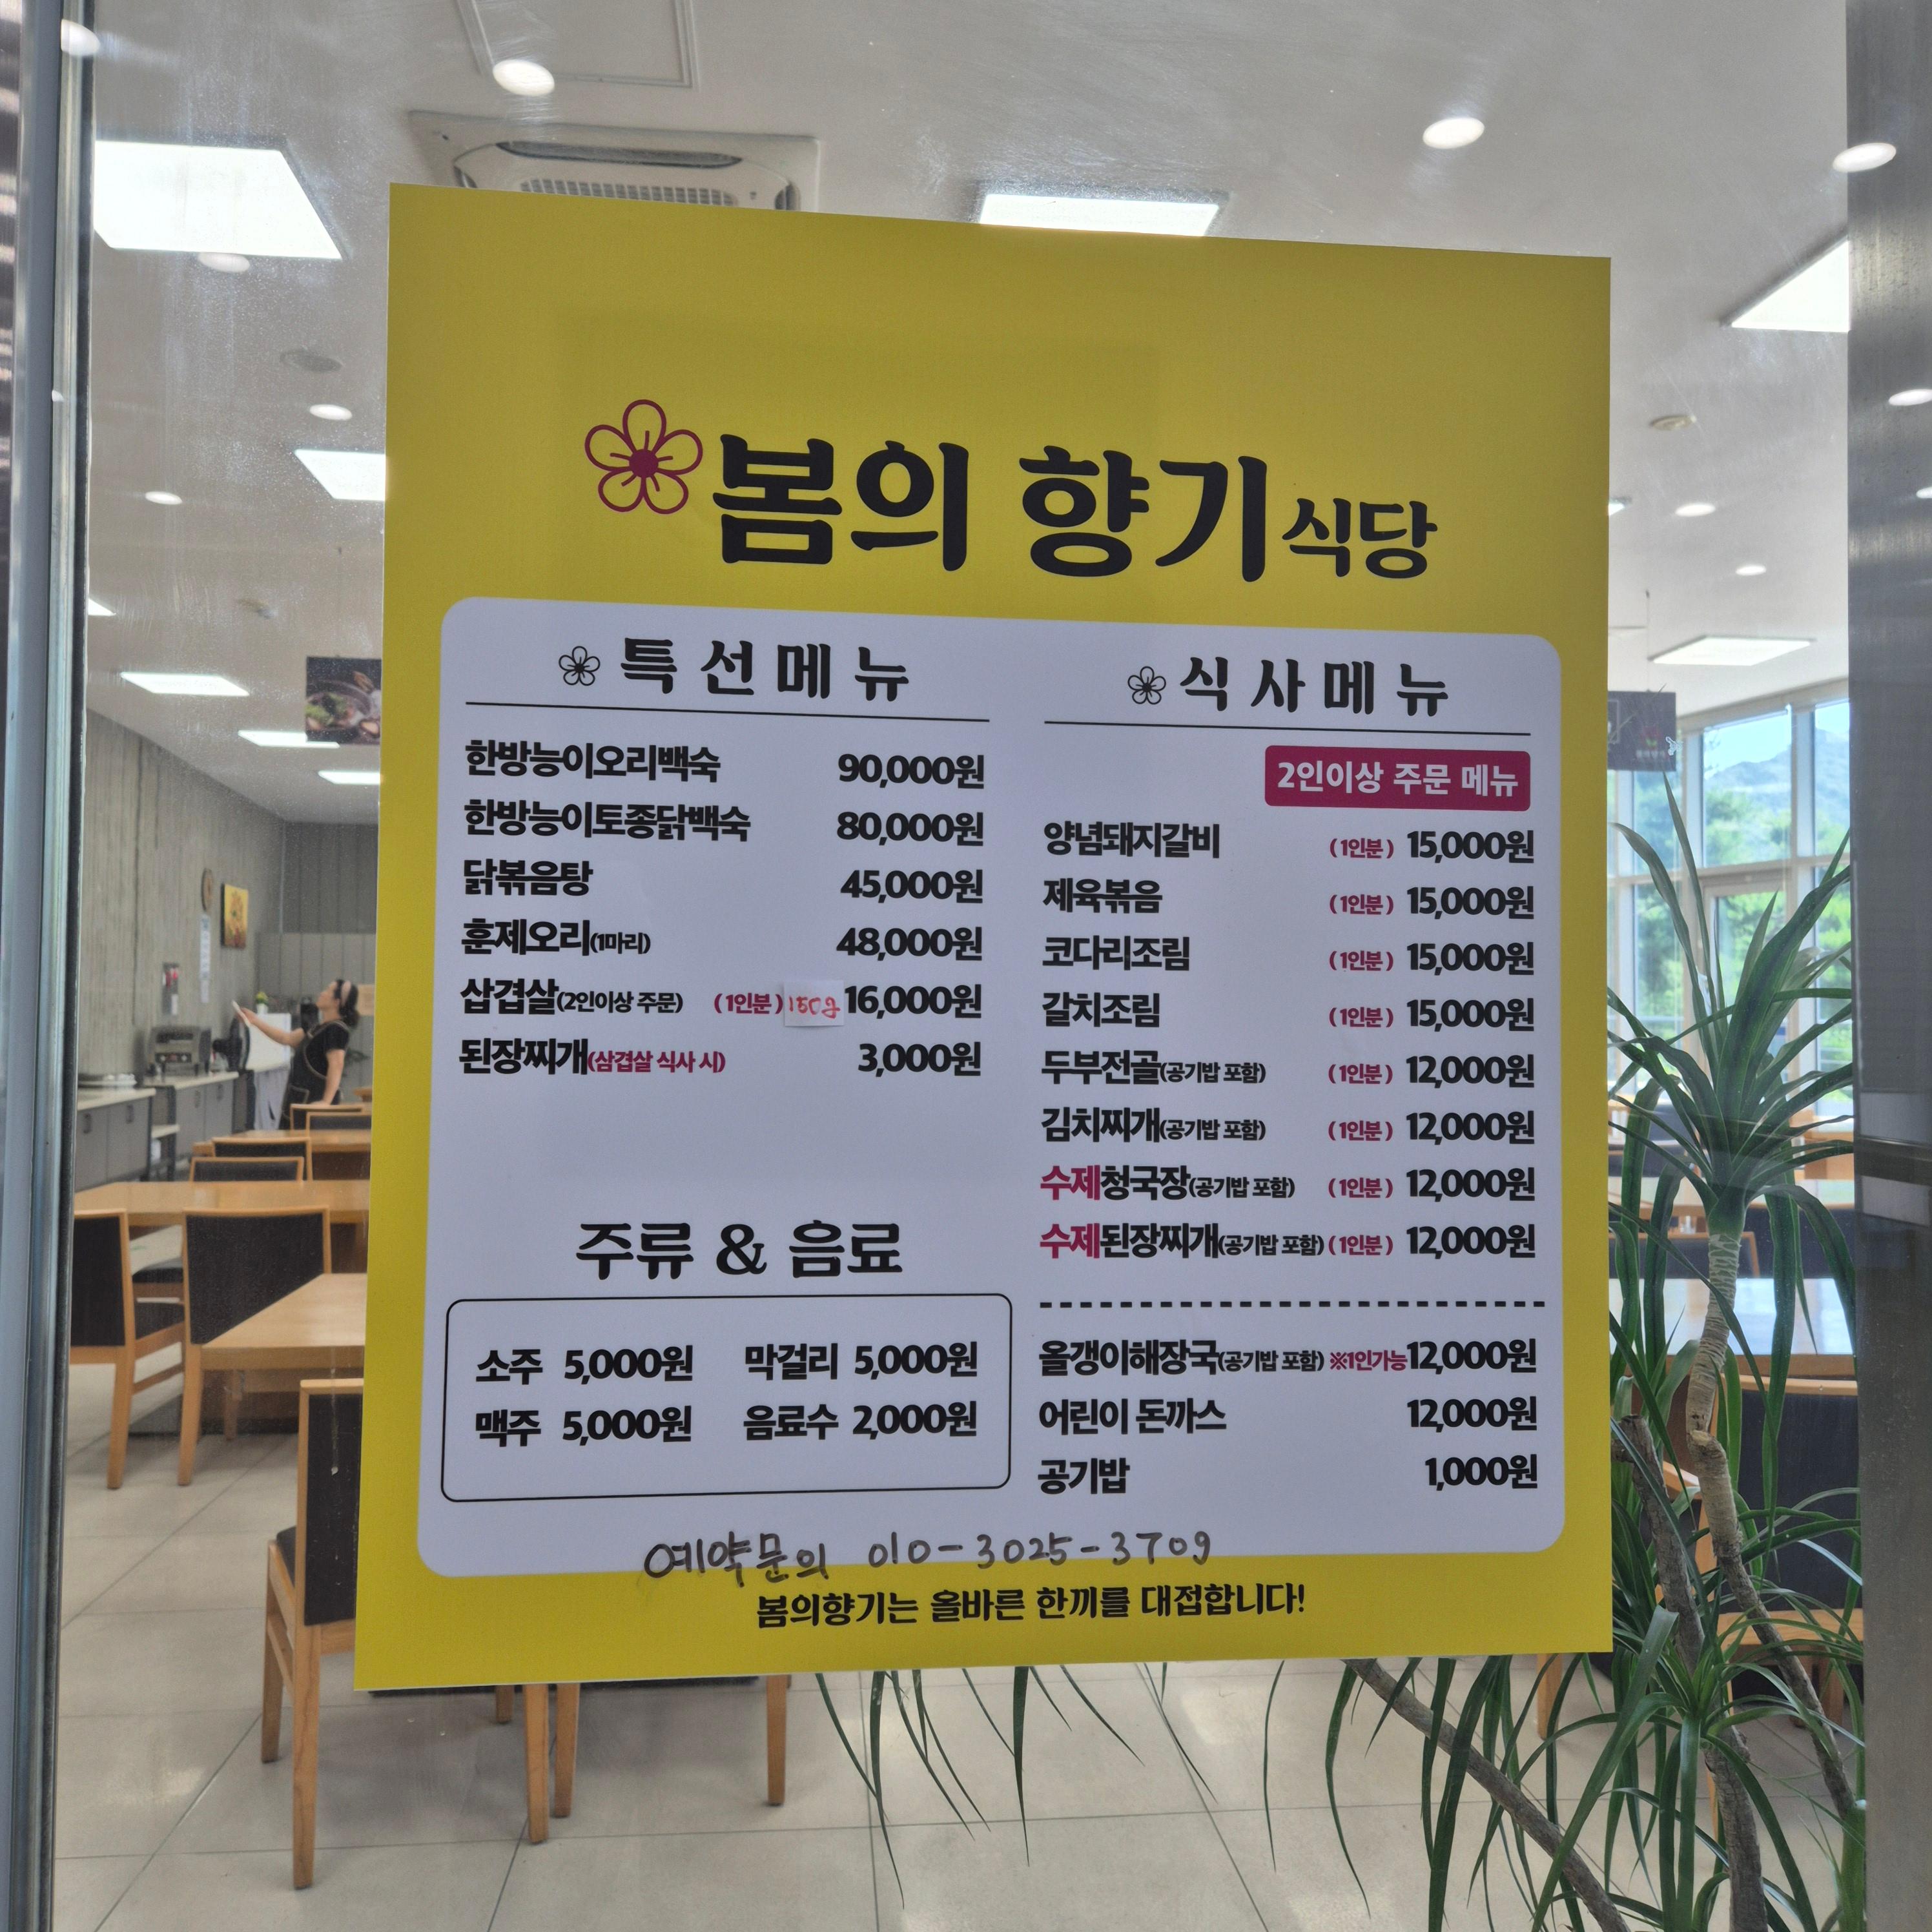 봄의 향기 식당
특선메뉴
한방능이오리백숙 90,000원
한방능이토종닭백숙 80,000원
닭볶음탕 45,000원
훈제오리(1마리) 48,000원
삼겹살(2인이상 주문) (1인분) 150g 16,000원
된장찌개(삼겹살 식사 시) 3,000원
주류 & 음료
소주 5,000원 막걸리 5,000원
맥주 5,000원 음료수 2,000원
식사메뉴
2인이상 주문 메뉴
양념돼지갈비 (1인분) 15,000원
제육볶음 (1인분) 15,000원
코다리조림 (1인분) 15,000원
갈치조림 (1인분) 15,000원
두부전골(공기밥 포함) (1인분) 12,000원
김치찌개(공기밥 포함) (1인분) 12,000원
수제청국장(공기밥 포함) (1인분) 12,000원
수제된장찌개(공기밥 포함) (1인분) 12,000원
올갱이해장국(공기밥 포함) ※1인가능 12,000원
어린이 돈까스 12,000원
공기밥 1,000원
예약문의 010-3025-3709
봄의향기는 올바른 한끼를 대접합니다!